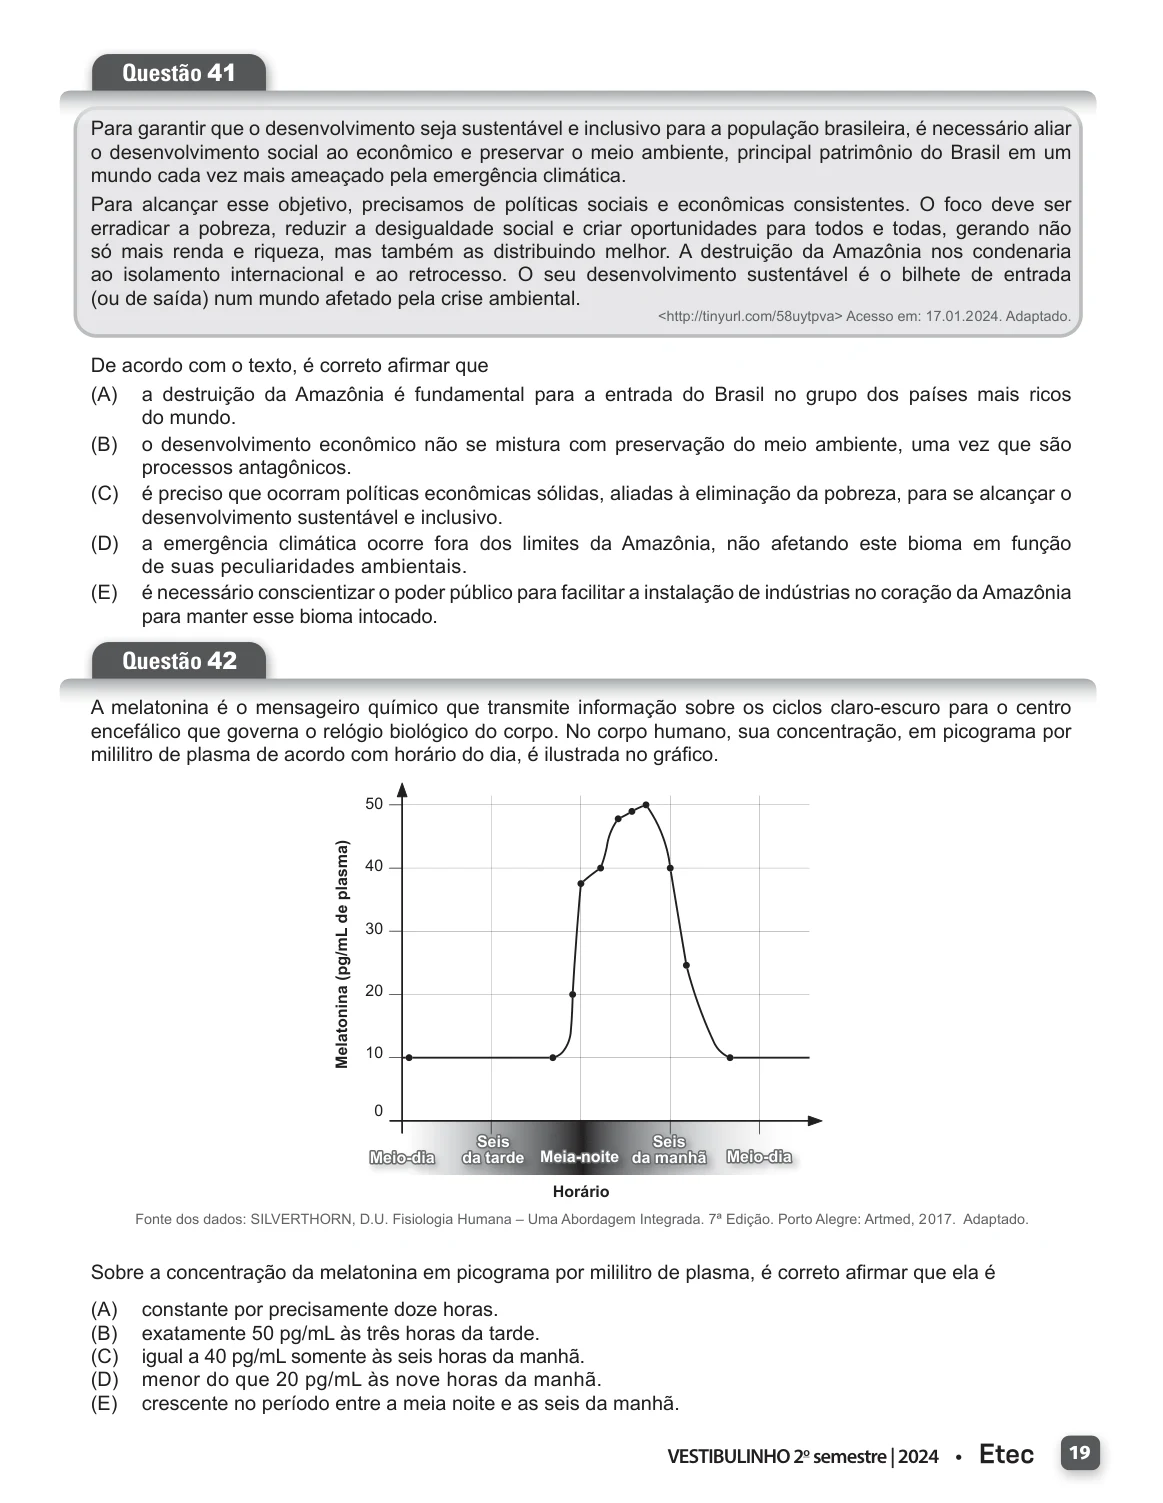 Questão 41
Para garantir que o desenvolvimento seja sustentável e inclusivo para a população brasileira, é necessário aliar
o desenvolvimento social ao econômico e preservar o meio ambiente, principal patrimônio do Brasil em um
mundo cada vez mais ameaçado pela emergência climática.
Para alcançar esse objetivo, precisamos de políticas sociais e econômicas consistentes. O foco deve ser
erradicar a pobreza, reduzir a desigualdade social e criar oportunidades para todos e todas, gerando não
só mais renda e riqueza, mas também as distribuindo melhor. A destruição da Amazônia nos condenaria
ao isolamento internacional e ao retrocesso. O seu desenvolvimento sustentável é o bilhete de entrada
(ou de saída) num mundo afetado pela crise ambiental.
<http://tinyurl.com/58uytpva> Acesso em: 17.01.2024. Adaptado.
De acordo com o texto, é correto afirmar que
(A) a destruição da Amazônia é fundamental para a entrada do Brasil no grupo dos países mais ricos
do mundo.
(B) o desenvolvimento econômico não se mistura com preservação do meio ambiente, uma vez que são
processos antagônicos.
(C) é preciso que ocorram políticas econômicas sólidas, aliadas à eliminação da pobreza, para se alcançar o
desenvolvimento sustentável e inclusivo.
(D) a emergência climática ocorre fora dos limites da Amazônia, não afetando este bioma em função
de suas peculiaridades ambientais.
(E) é necessário conscientizar o poder público para facilitar a instalação de indústrias no coração da Amazônia
para manter esse bioma intocado.
Questão 42
A melatonina é o mensageiro químico que transmite informação sobre os ciclos claro-escuro para o centro
encefálico que governa o relógio biológico do corpo. No corpo humano, sua concentração, em picograma por
mililitro de plasma de acordo com horário do dia, é ilustrada no gráfico.
Melatonina (pg/mL de plasma)
50
40
30
20
10
0
Meio-dia
Seis
da tarde
Meia-noite
Seis
da manhã
Meio-dia
Horário
Fonte dos dados: SILVERTHORN, D.U. Fisiologia Humana – Uma Abordagem Integrada. 7ª Edição. Porto Alegre: Artmed, 2017. Adaptado.
Sobre a concentração da melatonina em picograma por mililitro de plasma, é correto afirmar que ela é
(A) constante por precisamente doze horas.
(B) exatamente 50 pg/mL às três horas da tarde.
(C) igual a 40 pg/mL somente às seis horas da manhã.
(D) menor do que 20 pg/mL às nove horas da manhã.
(E) crescente no período entre a meia noite e as seis da manhã.
VESTIBULINHO 2º semestre | 2024 • Etec 19